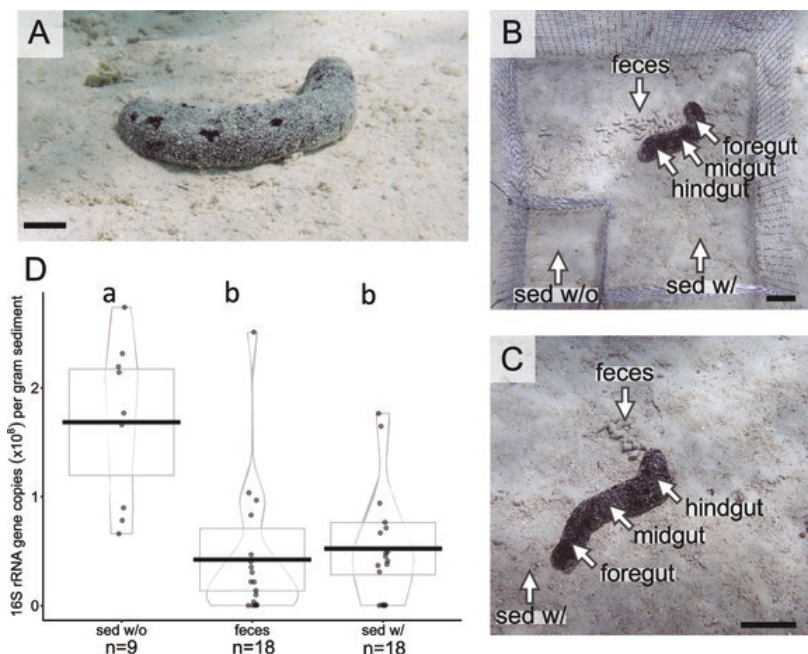 A
B
feces
foregut
midgut
hindgut
sed w/o
sed w/
D
a
b
b
16S rRNA gene copies (x10⁸) per gram sediment
2
1
0
sed w/o
feces
sed w/
n=9
n=18
n=18
C
feces
hindgut
midgut
foregut
sed w/